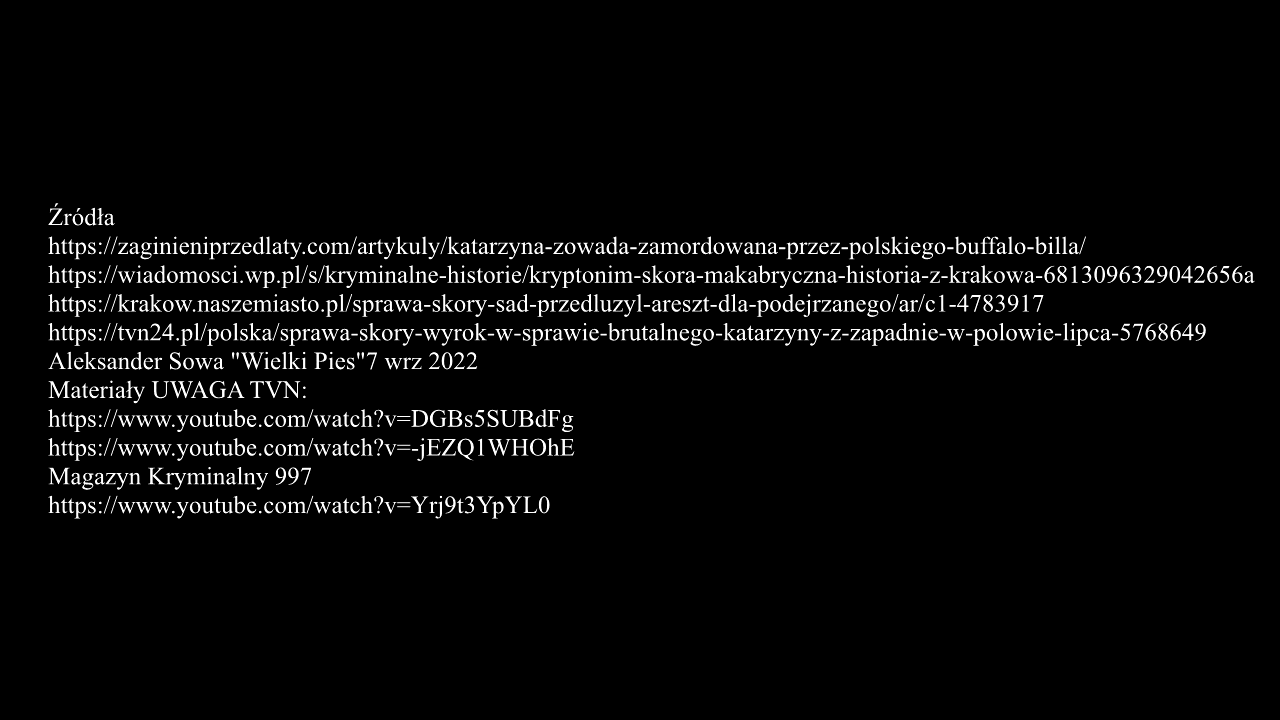 Źródła
https://zaginieniprzedlaty.com/artykuly/katarzyna-zowada-zamordowana-przez-polskiego-buffalo-billa/
https://wiadomosci.wp.pl/s/kryminalne-historie/kryptonim-skora-makabryczna-historia-z-krakowa-6813096329042656a
https://krakow.naszemiasto.pl/sprawa-skory-sad-przedluzyl-areszt-dla-podejrzanego/ar/c1-4783917
https://tvn24.pl/polska/sprawa-skory-wyrok-w-sprawie-brutalnego-katarzyny-z-zapadnie-w-polowie-lipca-5768649
Aleksander Sowa "Wielki Pies"7 wrz 2022
Materiały UWAGA TVN:
https://www.youtube.com/watch?v=DGBs5SUBdFg
https://www.youtube.com/watch?v=-jEZQ1WHOhE
Magazyn Kryminalny 997
https://www.youtube.com/watch?v=Yrj9t3YpYL0